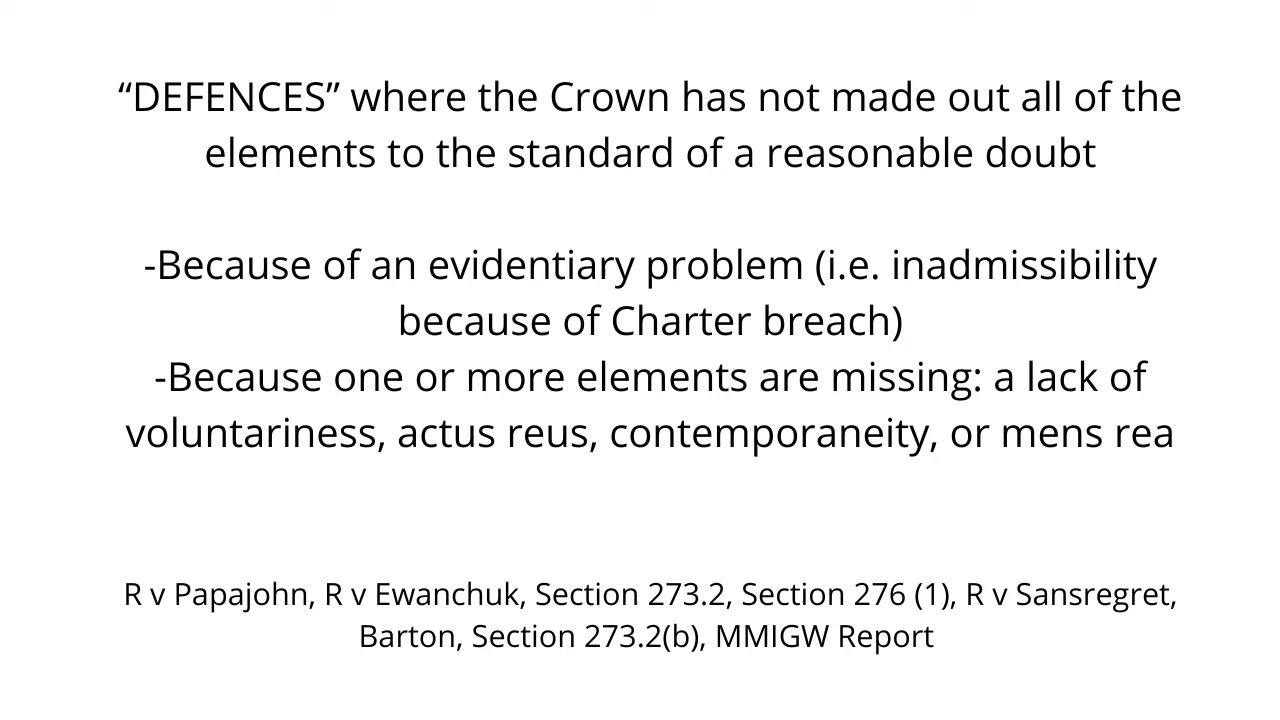 “DEFENCES” where the Crown has not made out all of the
elements to the standard of a reasonable doubt
-Because of an evidentiary problem (i.e. inadmissibility
because of Charter breach)
-Because one or more elements are missing: a lack of
voluntariness, actus reus, contemporaneity, or mens rea
R v Papajohn, R v Ewanchuk, Section 273.2, Section 276 (1), R v Sansregret,
Barton, Section 273.2(b), MMIGW Report